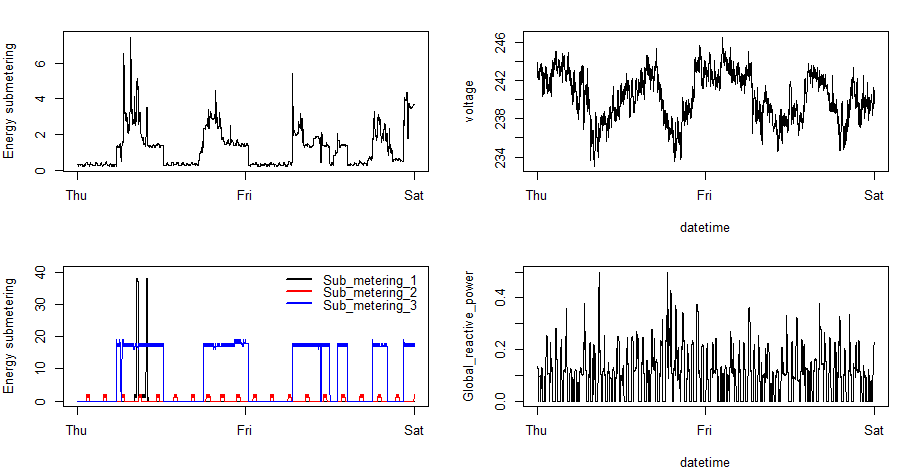 Energy submetering
0 2 4 6
Thu Fri Sat
voltage
234 238 242 246
Thu Fri Sat
datetime
Energy submetering
0 10 20 30 40
Sub_metering_1
Sub_metering_2
Sub_metering_3
Thu Fri Sat
Global_reactive_power
0.0 0.2 0.4
Thu Fri Sat
datetime